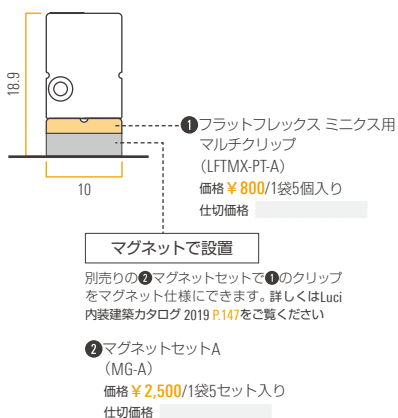 18.9
10
❶フラットフレックス ミニクス用
マルチクリップ
（LFTMX-PT-A）
価格￥800/1袋5個入り
仕切価格
マグネットで設置
別売りの❷マグネットセットで❶のクリップ
をマグネット仕様にできます。詳しくはLuci
内装建築カタログ 2019 P.147をご覧ください
❷マグネットセットA
（MG-A）
価格￥2,500/1袋5セット入り
仕切価格